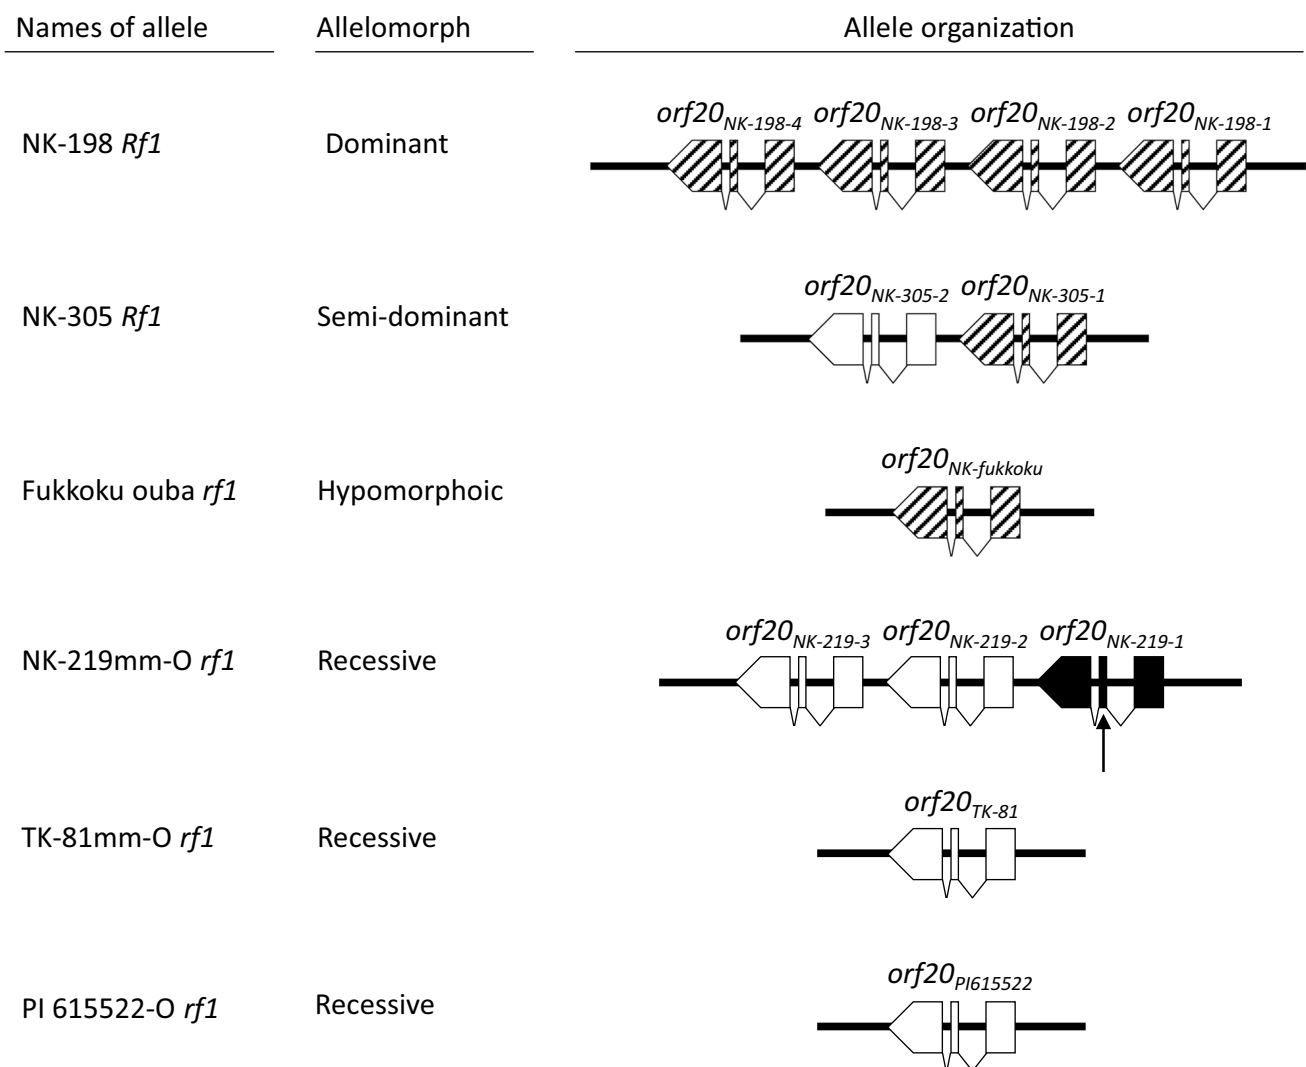 Names of allele Allelomorph Allele organization
orf20NK-198-4 orf20NK-198-3 orf20NK-198-2 orf20NK-198-1
NK-198 Rf1 Dominant
orf20NK-305-2 orf20NK-305-1
NK-305 Rf1 Semi-dominant
orf20NK-fukkoku
Fukkoku ouba rf1 Hypomorphoic
orf20NK-219-3 orf20NK-219-2 orf20NK-219-1
NK-219mm-O rf1 Recessive
orf20TK-81
TK-81mm-O rf1 Recessive
orf20PI615522
PI 615522-O rf1 Recessive